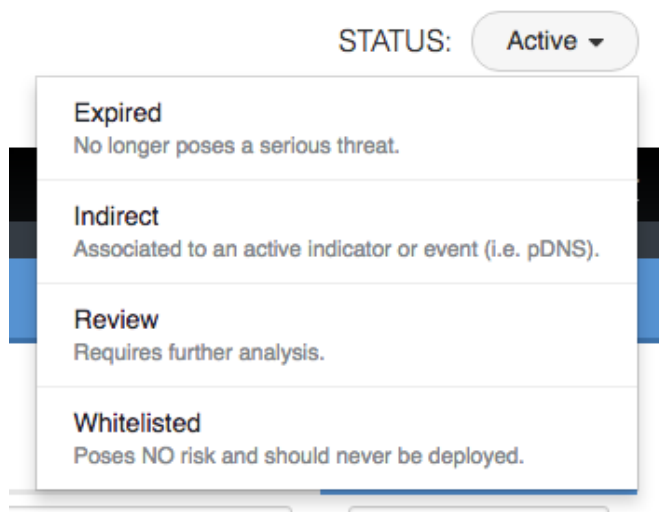 STATUS: Active
Expired
No longer poses a serious threat.
Indirect
Associated to an active indicator or event (i.e. pDNS).
Review
Requires further analysis.
Whitelisted
Poses NO risk and should never be deployed.